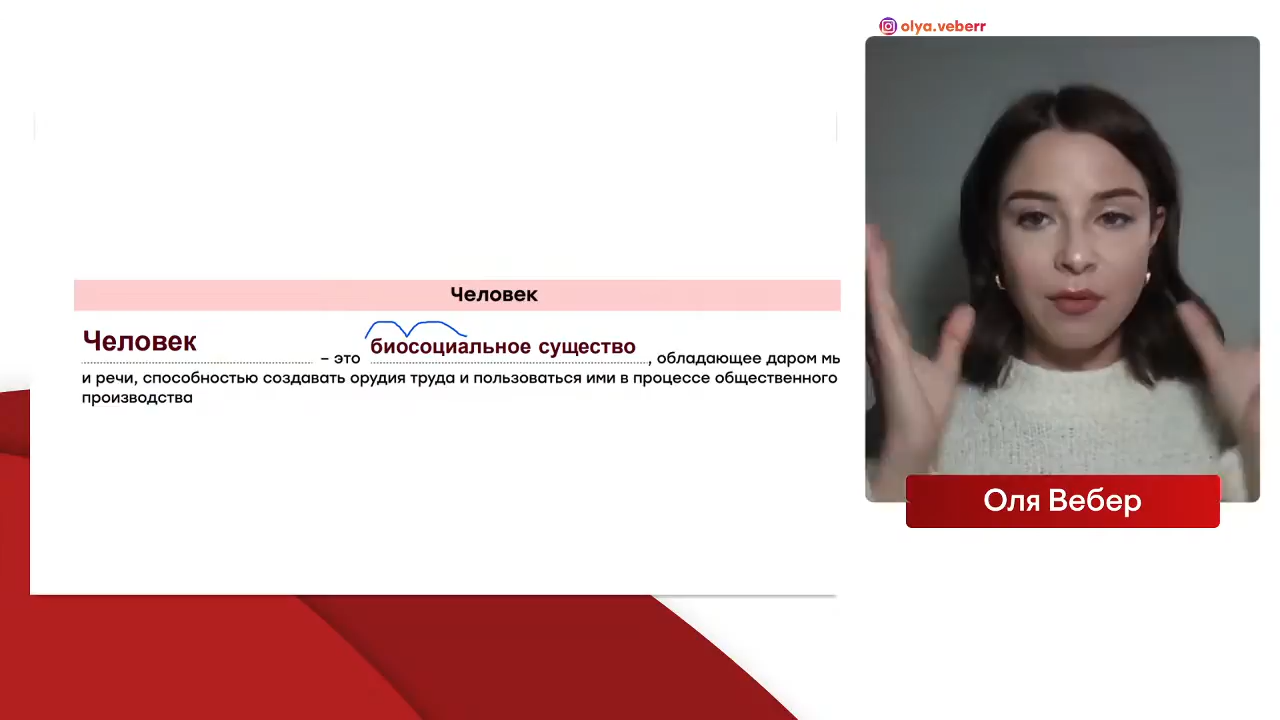 olya.veberr
Человек
Человек – это биосоциальное существо, обладающее даром
и речи, способностью создавать орудия труда и пользоваться ими в процессе общественного
производства
Оля Вебер